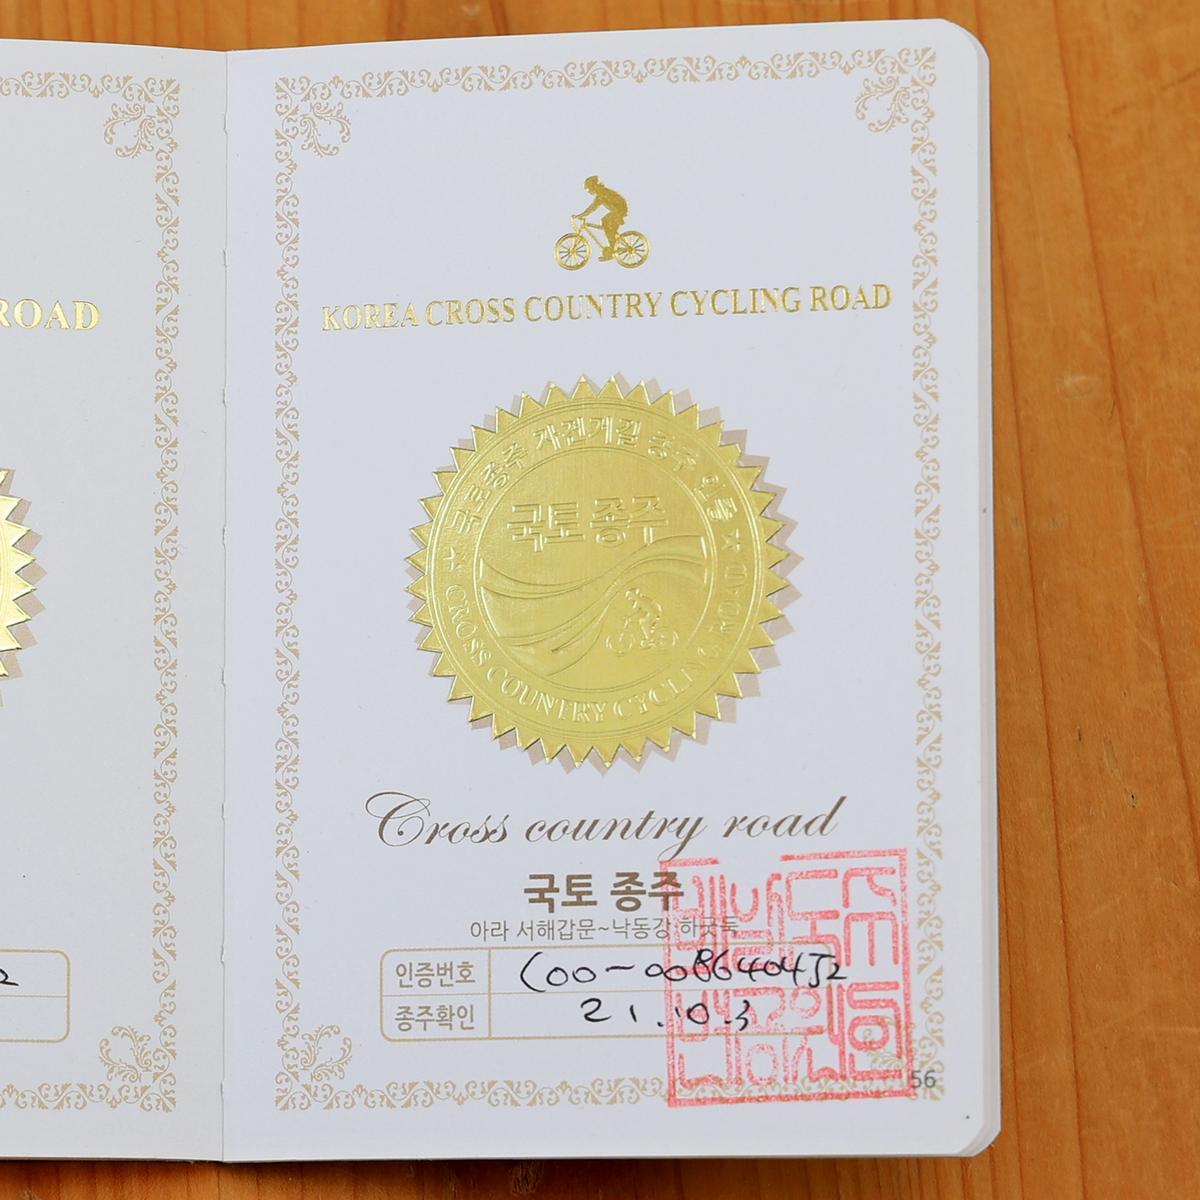 ROAD
KOREA CROSS COUNTRY CYCLING ROAD
국토종주 자전거길 종주 인증
국토 종주
CROSS COUNTRY CYCLING ROAD
Cross country road
국토 종주
아라 서해갑문~낙동강 하굿둑
인증번호 C00-008640452
종주확인 21.10.3
56